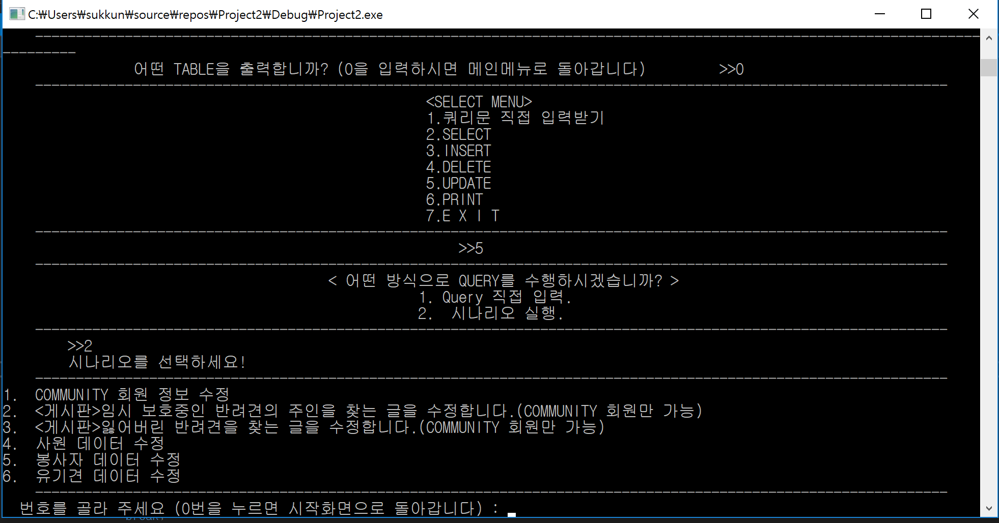 C:₩Users₩sukkun₩source₩repos₩Project2₩Debug₩Project2.exe
어떤 TABLE을 출력합니까? (0을 입력하시면 메인메뉴로 돌아갑니다) >>0
<SELECT MENU>
1.쿼리문 직접 입력받기
2.SELECT
3.INSERT
4.DELETE
5.UPDATE
6.PRINT
7.E X I T
>>5
< 어떤 방식으로 QUERY를 수행하시겠습니까? >
1. Query 직접 입력.
2. 시나리오 실행.
>>2
시나리오를 선택하세요!
1. COMMUNITY 회원 정보 수정
2. <게시판>임시 보호중인 반려견의 주인을 찾는 글을 수정합니다.(COMMUNITY 회원만 가능)
3. <게시판>잃어버린 반려견을 찾는 글을 수정합니다.(COMMUNITY 회원만 가능)
4. 사원 데이터 수정
5. 봉사자 데이터 수정
6. 유기견 데이터 수정
번호를 골라 주세요 (0번을 누르면 시작화면으로 돌아갑니다) :